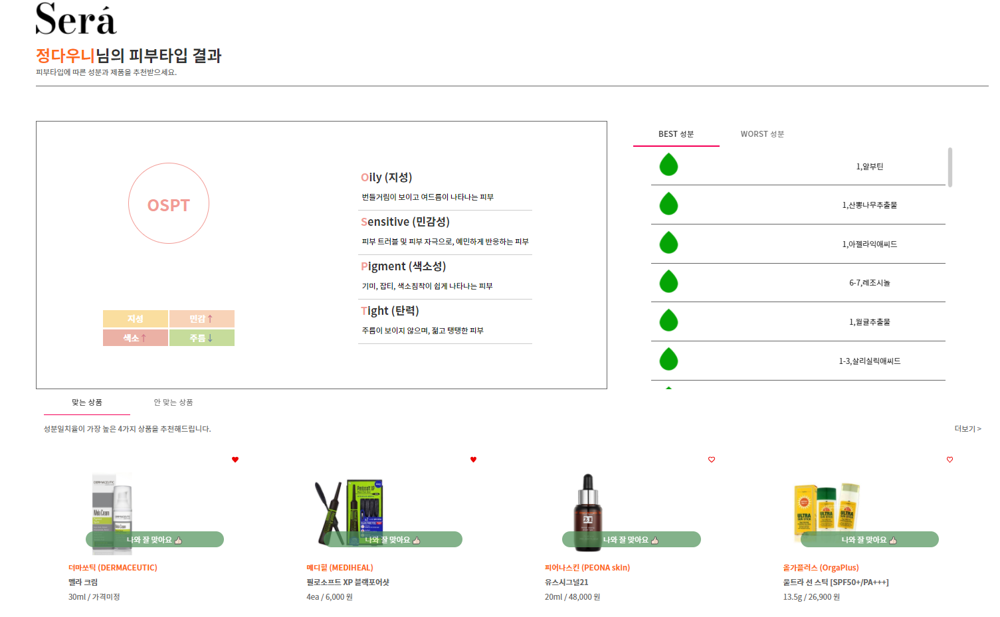 Será
정다우니님의 피부타입 결과
피부타입에 따른 성분과 제품을 추천받으세요.
OSPT
지성
민감↑
색소↑
주름↓
Oily (지성)
번들거림이 보이고 여드름이 나타나는 피부
Sensitive (민감성)
피부 트러블 및 피부 자극으로, 예민하게 반응하는 피부
Pigment (색소성)
기미, 잡티, 색소침착이 쉽게 나타나는 피부
Tight (탄력)
주름이 보이지 않으며, 젊고 탱탱한 피부
BEST 성분
WORST 성분
1,알부틴
1,산뽕나무추출물
1,아젤라익애씨드
6-7,레조시놀
1,월귤추출물
1-3,살리실릭애씨드
맞는 상품
안 맞는 상품
성분일치율이 가장 높은 4가지 상품을 추천해드립니다.
더보기 >
DERMACEUTIC
Mela Cream
나와 잘 맞아요
더마쏘틱 (DERMACEUTIC)
멜라 크림
30ml / 가격미정
나와 잘 맞아요
메디힐 (MEDIHEAL)
필로소프트 XP 블랙포어샷
4ea / 6,000 원
21
나와 잘 맞아요
피어나스킨 (PEONA skin)
유스시그널21
20ml / 48,000 원
ULTRA
SUN STICK
ULTRA
ULTRA
나와 잘 맞아요
올가플러스 (OrgaPlus)
울트라 선 스틱 [SPF50+/PA+++]
13.5g / 26,900 원